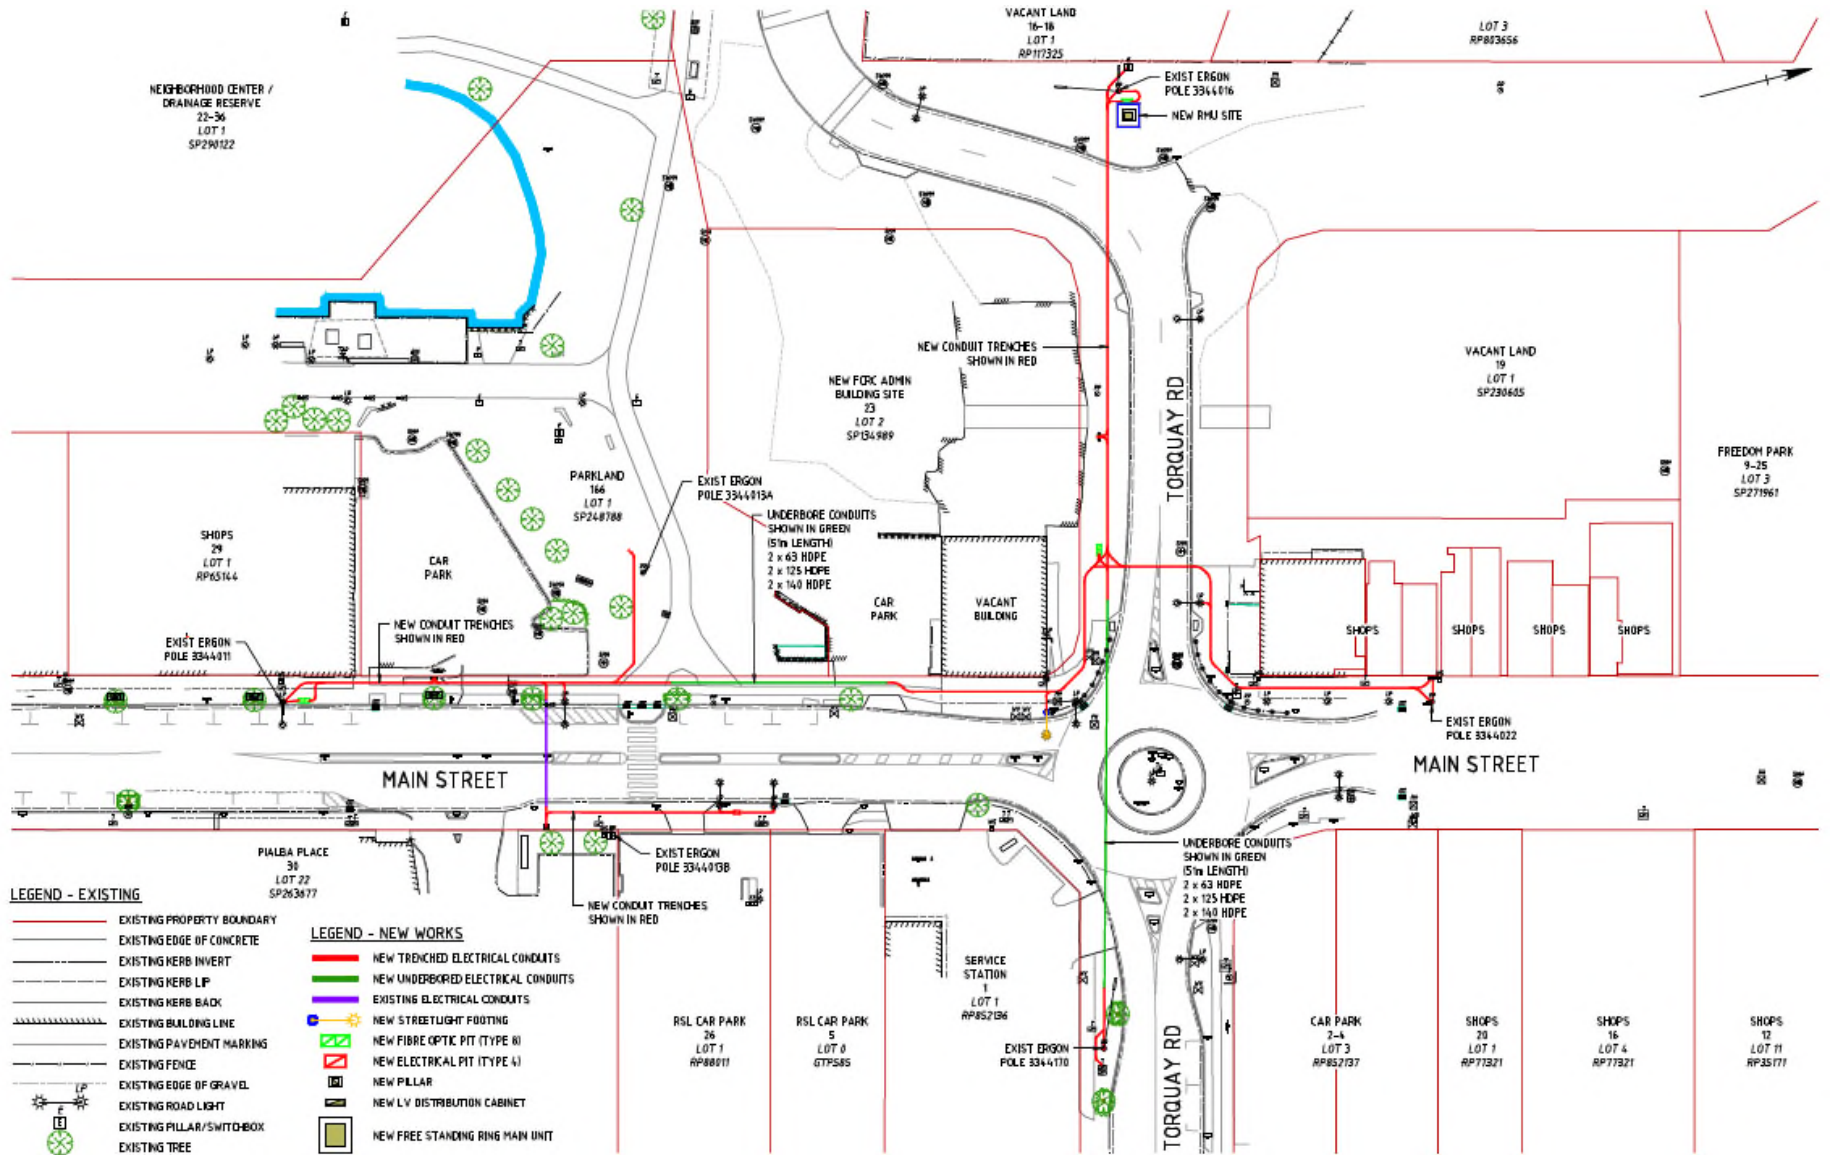 VACANT LAND
16-18
LOT 1
RP117325
LOT 3
RP803656
NEIGHBORHOOD CENTER /
DRAINAGE RESERVE
22-36
LOT 1
SP290122
EXIST ERGON
POLE 3344016
NEW RMU SITE
NEW CONDUIT TRENCHES
SHOWN IN RED
NEW FCRC ADMIN
BUILDING SITE
23
LOT 2
SP134989
TORQUAY RD
VACANT LAND
19
LOT 1
SP230605
FREEDOM PARK
9-25
LOT 3
SP271961
PARKLAND
166
LOT 1
SP248788
EXIST ERGON
POLE 3344013A
UNDERBORE CONDUITS
SHOWN IN GREEN
(51m LENGTH)
2 x 63 HDPE
2 x 125 HDPE
2 x 140 HDPE
SHOPS
29
LOT 1
RP65144
CAR
PARK
CAR
PARK
VACANT
BUILDING
SHOPS
SHOPS
SHOPS
SHOPS
EXIST ERGON
POLE 3344011
NEW CONDUIT TRENCHES
SHOWN IN RED
EXIST ERGON
POLE 3344022
MAIN STREET
MAIN STREET
PIALBA PLACE
30
LOT 22
SP263677
EXIST ERGON
POLE 3344013B
NEW CONDUIT TRENCHES
SHOWN IN RED
UNDERBORE CONDUITS
SHOWN IN GREEN
(51m LENGTH)
2 x 63 HDPE
2 x 125 HDPE
2 x 140 HDPE
SERVICE
STATION
1
LOT 1
RP852136
RSL CAR PARK
26
LOT 1
RP88011
RSL CAR PARK
5
LOT 0
GTP585
EXIST ERGON
POLE 3344170
TORQUAY RD
CAR PARK
2-4
LOT 3
RP852137
SHOPS
20
LOT 1
RP77321
SHOPS
16
LOT 4
RP77321
SHOPS
12
LOT 11
RP35171
LEGEND - EXISTING
EXISTING PROPERTY BOUNDARY
EXISTING EDGE OF CONCRETE
EXISTING KERB INVERT
EXISTING KERB LIP
EXISTING KERB BACK
EXISTING BUILDING LINE
EXISTING PAVEMENT MARKING
EXISTING FENCE
EXISTING EDGE OF GRAVEL
LP
EXISTING ROAD LIGHT
E
EXISTING PILLAR/SWITCHBOX
EXISTING TREE
LEGEND - NEW WORKS
NEW TRENCHED ELECTRICAL CONDUITS
NEW UNDERBORED ELECTRICAL CONDUITS
EXISTING ELECTRICAL CONDUITS
NEW STREETLIGHT FOOTING
NEW FIBRE OPTIC PIT (TYPE 8)
NEW ELECTRICAL PIT (TYPE 4)
NEW PILLAR
NEW LV DISTRIBUTION CABINET
NEW FREE STANDING RING MAIN UNIT